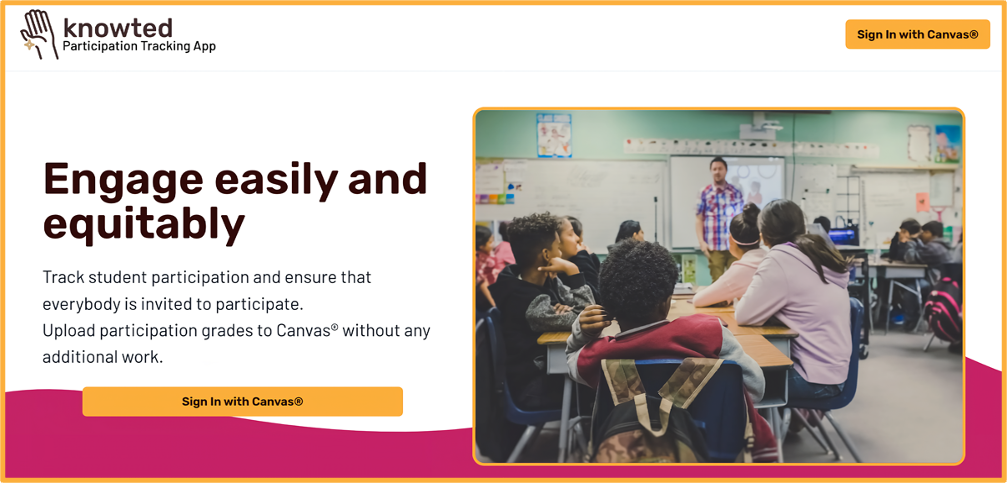 knowted
Participation Tracking App
Sign In with Canvas®
Engage easily and
equitably
Track student participation and ensure that
everybody is invited to participate.
Upload participation grades to Canvas® without any
additional work.
Sign In with Canvas®